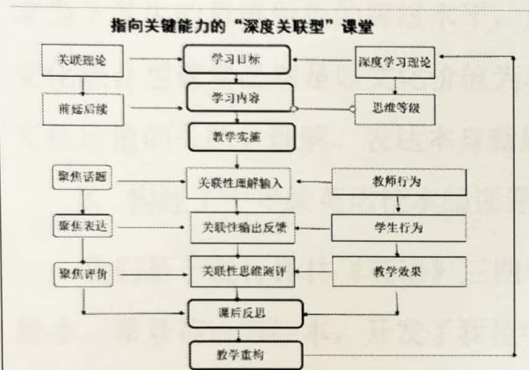 指向关键能力的“深度关联型”课堂
关联理论
学习目标
深度学习理论
前延后续
学习内容
思维等级
教学实施
聚焦话题
关联性理解输入
教师行为
聚焦表达
关联性输出反馈
学生行为
聚焦评价
关联性思维测评
教学效果
课后反思
教学重构